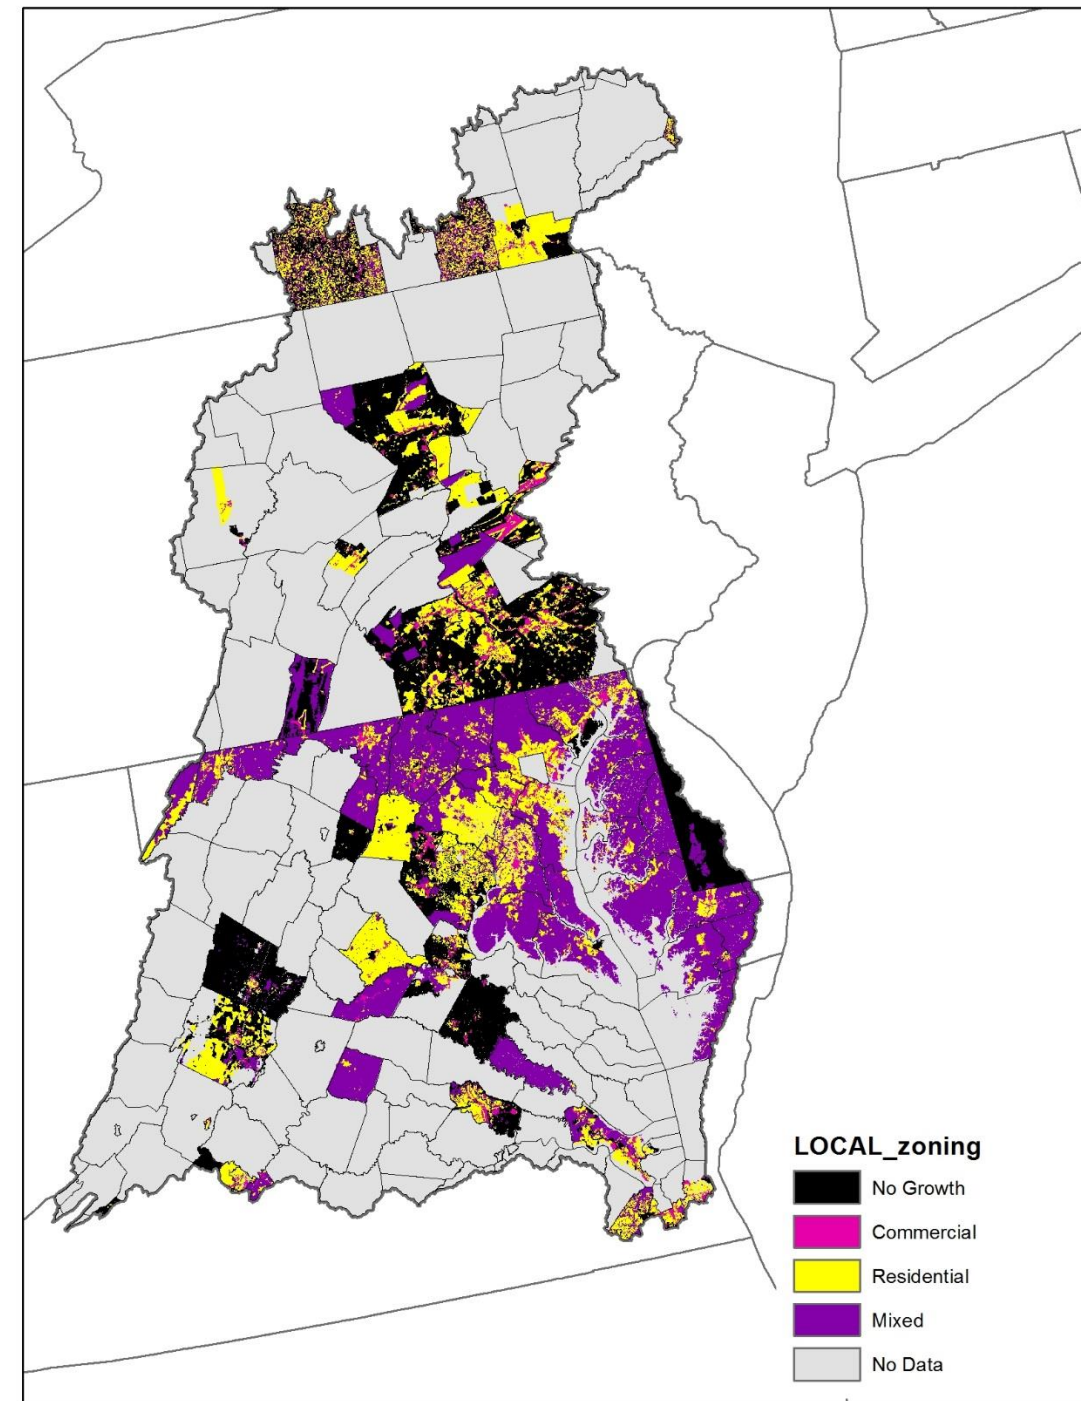 LOCAL_zoning
No Growth
Commercial
Residential
Mixed
No Data